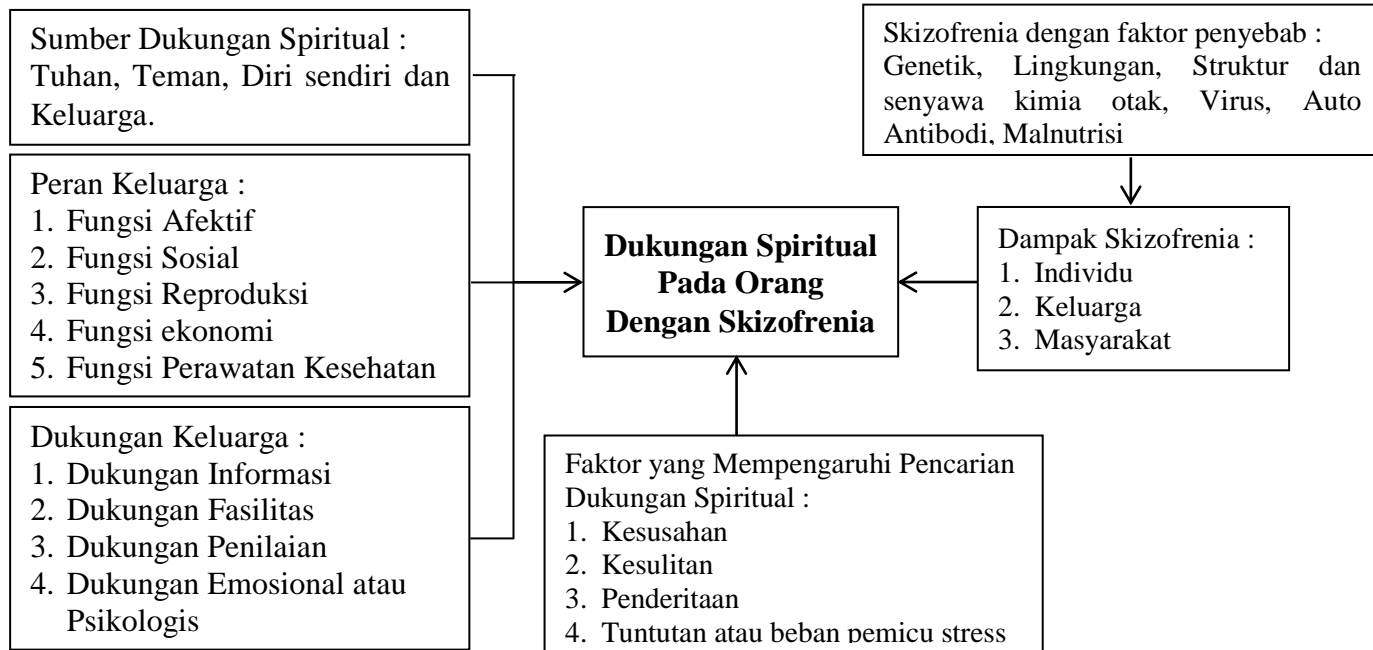 Sumber Dukungan Spiritual :
Tuhan, Teman, Diri sendiri dan
Keluarga.
Peran Keluarga :
1. Fungsi Afektif
2. Fungsi Sosial
3. Fungsi Reproduksi
4. Fungsi ekonomi
5. Fungsi Perawatan Kesehatan
Dukungan Keluarga :
1. Dukungan Informasi
2. Dukungan Fasilitas
3. Dukungan Penilaian
4. Dukungan Emosional atau
Psikologis
Dukungan Spiritual
Pada Orang
Dengan Skizofrenia
Faktor yang Mempengaruhi Pencarian
Dukungan Spiritual :
1. Kesusahan
2. Kesulitan
3. Penderitaan
4. Tuntutan atau beban pemicu stress
Skizofrenia dengan faktor penyebab :
Genetik, Lingkungan, Struktur dan
senyawa kimia otak, Virus, Auto
Antibodi, Malnutrisi
Dampak Skizofrenia :
1. Individu
2. Keluarga
3. Masyarakat